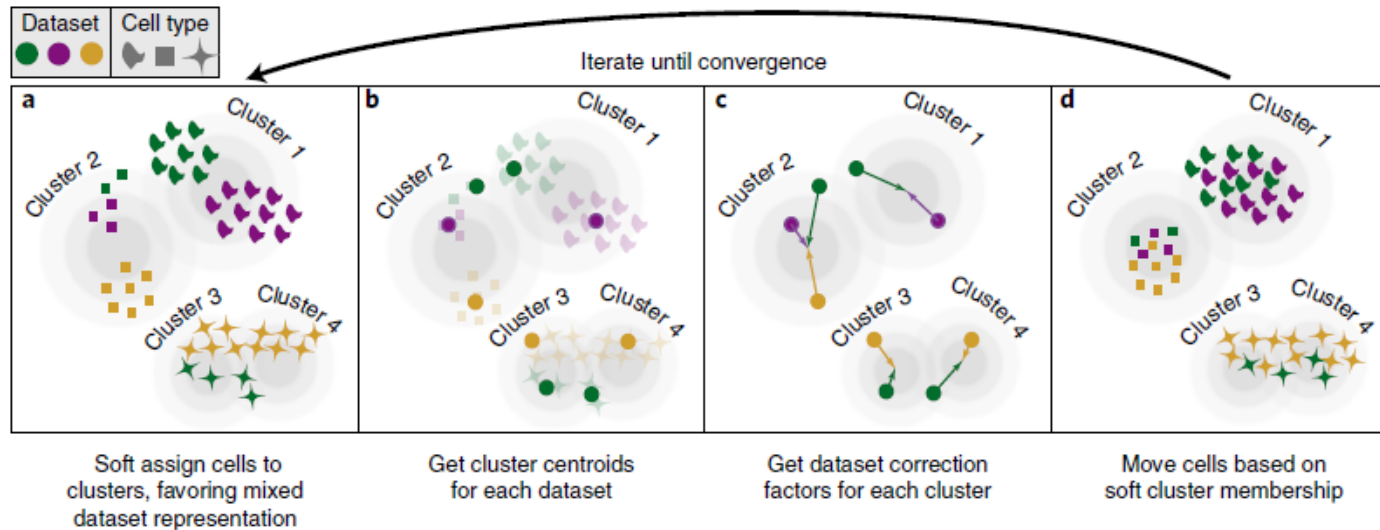 Dataset
Cell type
Iterate until convergence
a
Cluster 1
Cluster 2
Cluster 3
Cluster 4
b
Cluster 1
Cluster 2
Cluster 3
Cluster 4
c
Cluster 1
Cluster 2
Cluster 3
Cluster 4
d
Cluster 1
Cluster 2
Cluster 3
Cluster 4
Soft assign cells to
clusters, favoring mixed
dataset representation
Get cluster centroids
for each dataset
Get dataset correction
factors for each cluster
Move cells based on
soft cluster membership